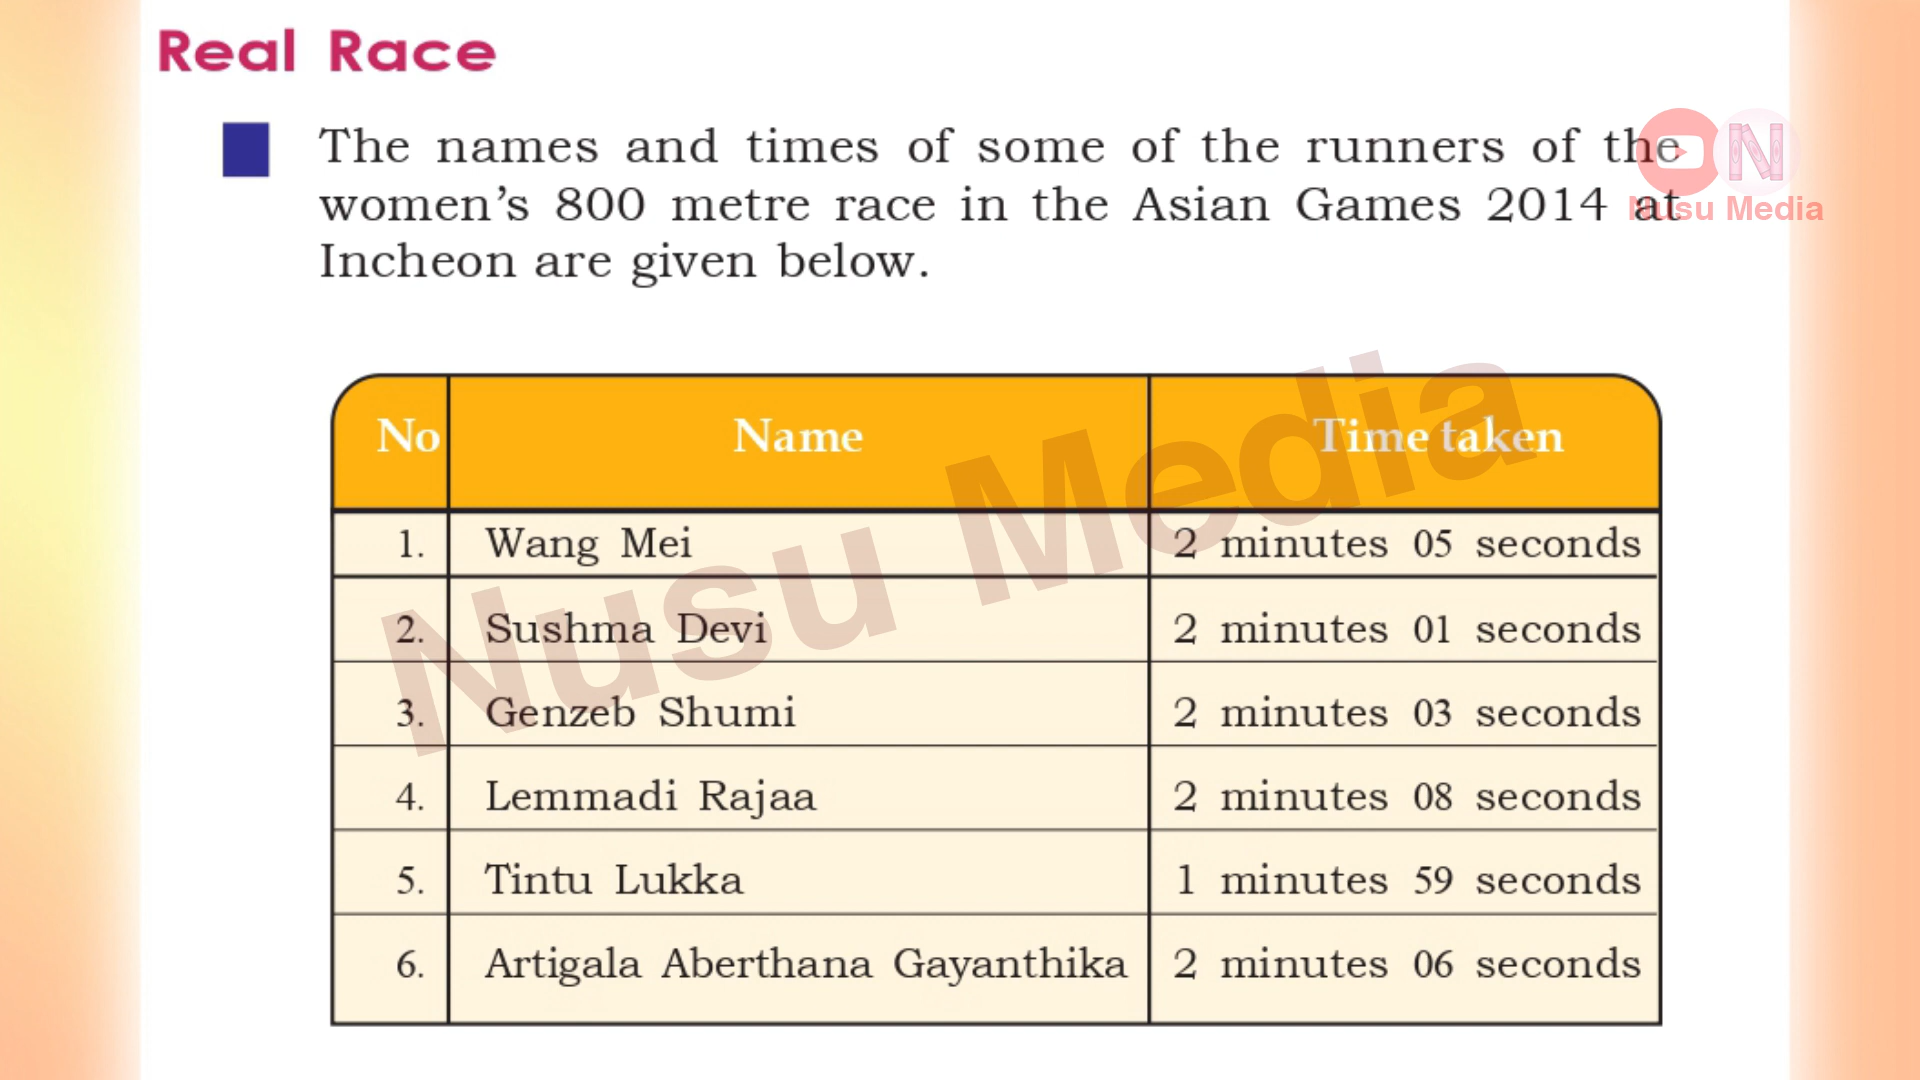 Real Race
The names and times of some of the runners of the
women's 800 metre race in the Asian Games 2014 at
Incheon are given below.
Nusu Media
No Name Time taken
1. Wang Mei 2 minutes 05 seconds
2. Sushma Devi 2 minutes 01 seconds
3. Genzeb Shumi 2 minutes 03 seconds
4. Lemmadi Rajaa 2 minutes 08 seconds
5. Tintu Lukka 1 minutes 59 seconds
6. Artigala Aberthana Gayanthika 2 minutes 06 seconds
Nusu Media